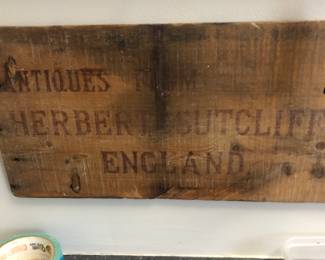 ANTIQUES FROM
HERBERT SUTCLIFF
ENGLAND